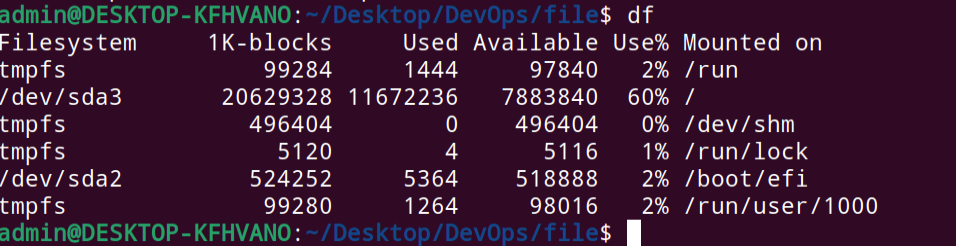 admin@DESKTOP-KFHVANO:~/Desktop/DevOps/file$ df
Filesystem     1K-blocks     Used Available Use% Mounted on
tmpfs              99284     1444     97840   2% /run
/dev/sda3       20629328 11672236   7883840  60% /
tmpfs             496404        0    496404   0% /dev/shm
tmpfs               5120        4      5116   1% /run/lock
/dev/sda2         524252     5364    518888   2% /boot/efi
tmpfs              99280     1264     98016   2% /run/user/1000
admin@DESKTOP-KFHVANO:~/Desktop/DevOps/file$